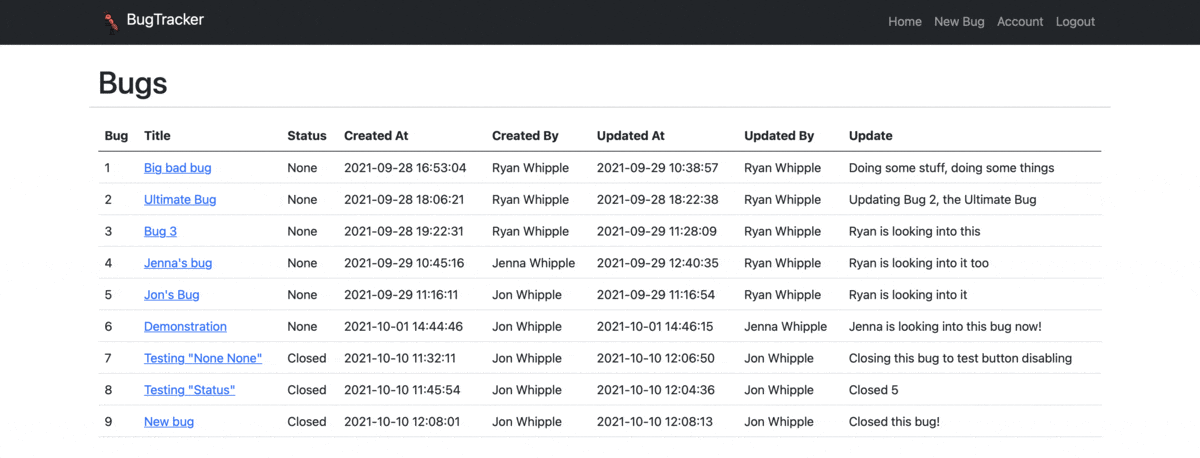 BugTracker Home New Bug Account Logout
Bugs
Bug Title Status Created At Created By Updated At Updated By Update
1 Big bad bug None 2021-09-28 16:53:04 Ryan Whipple 2021-09-29 10:38:57 Ryan Whipple Doing some stuff, doing some things
2 Ultimate Bug None 2021-09-28 18:06:21 Ryan Whipple 2021-09-28 18:22:38 Ryan Whipple Updating Bug 2, the Ultimate Bug
3 Bug 3 None 2021-09-28 19:22:31 Ryan Whipple 2021-09-29 11:28:09 Ryan Whipple Ryan is looking into this
4 Jenna's bug None 2021-09-29 10:45:16 Jenna Whipple 2021-09-29 12:40:35 Ryan Whipple Ryan is looking into it too
5 Jon's Bug None 2021-09-29 11:16:11 Jon Whipple 2021-09-29 11:16:54 Ryan Whipple Ryan is looking into it
6 Demonstration None 2021-10-01 14:44:46 Jon Whipple 2021-10-01 14:46:15 Jenna Whipple Jenna is looking into this bug now!
7 Testing "None None" Closed 2021-10-10 11:32:11 Jon Whipple 2021-10-10 12:06:50 Jon Whipple Closing this bug to test button disabling
8 Testing "Status" Closed 2021-10-10 11:45:54 Jon Whipple 2021-10-10 12:04:36 Jon Whipple Closed 5
9 New bug Closed 2021-10-10 12:08:01 Jon Whipple 2021-10-10 12:08:13 Jon Whipple Closed this bug!